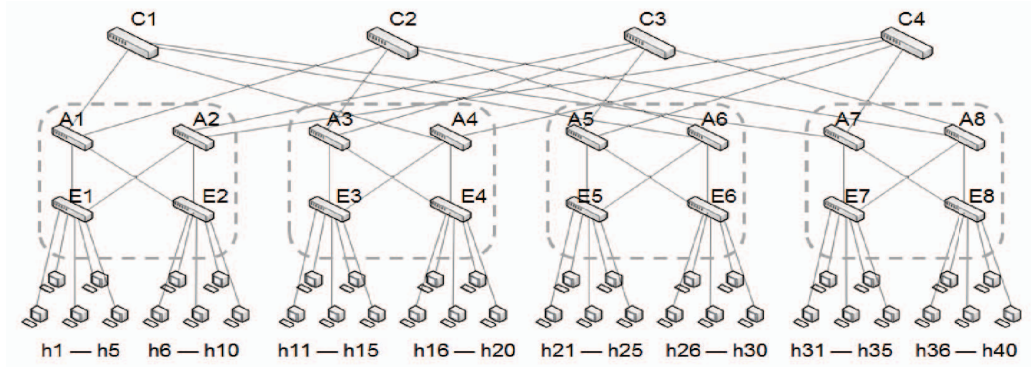 C1 C2 C3 C4
A1 A2 A3 A4 A5 A6 A7 A8
E1 E2 E3 E4 E5 E6 E7 E8
h1 — h5 h6 — h10 h11 — h15 h16 — h20 h21 — h25 h26 — h30 h31 — h35 h36 — h40